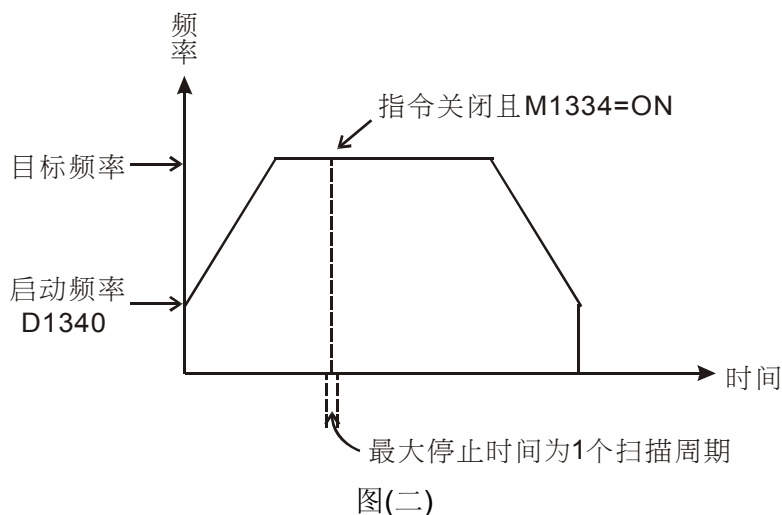 频率
指令关闭且M1334=ON
目标频率
启动频率
D1340
时间
最大停止时间为1个扫描周期
图(二)